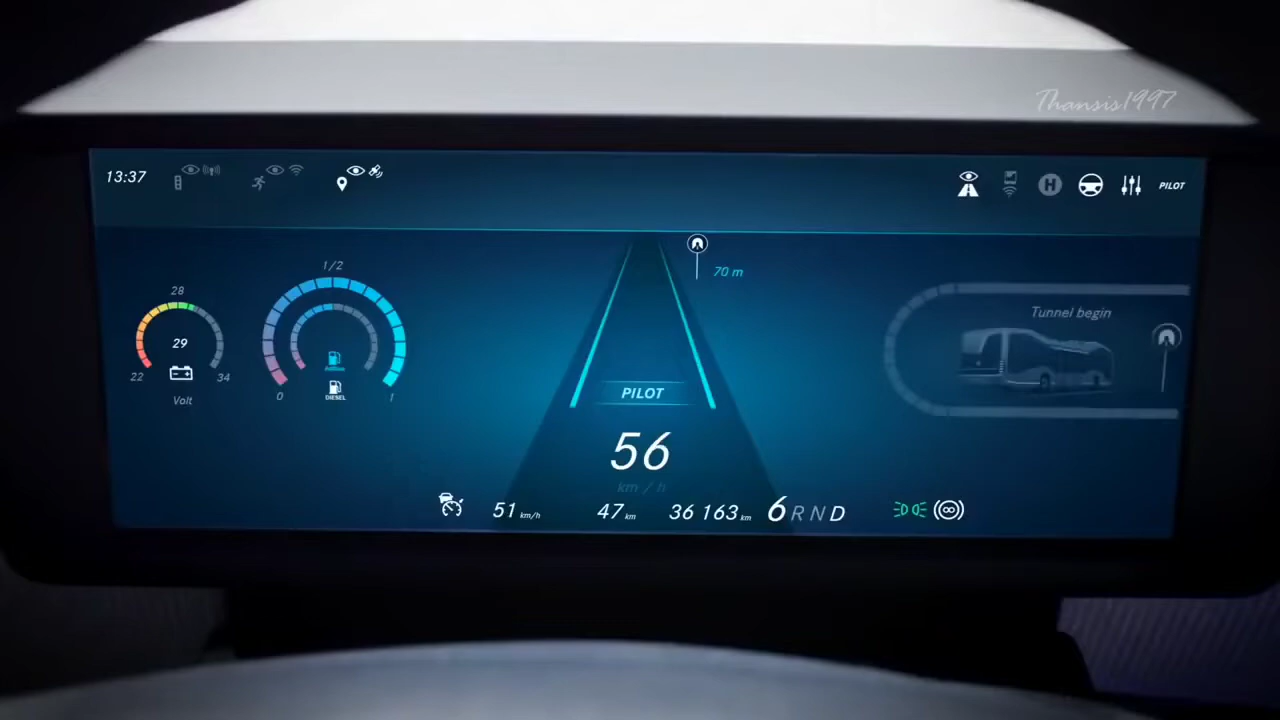 Thansis1997
13:37
H
PILOT
70 m
1/2
28
29
22
34
Volt
AdBlue
DIESEL
0
1
Tunnel begin
PILOT
56
km / h
51 km/h
47 km
36 163 km
6 R N D